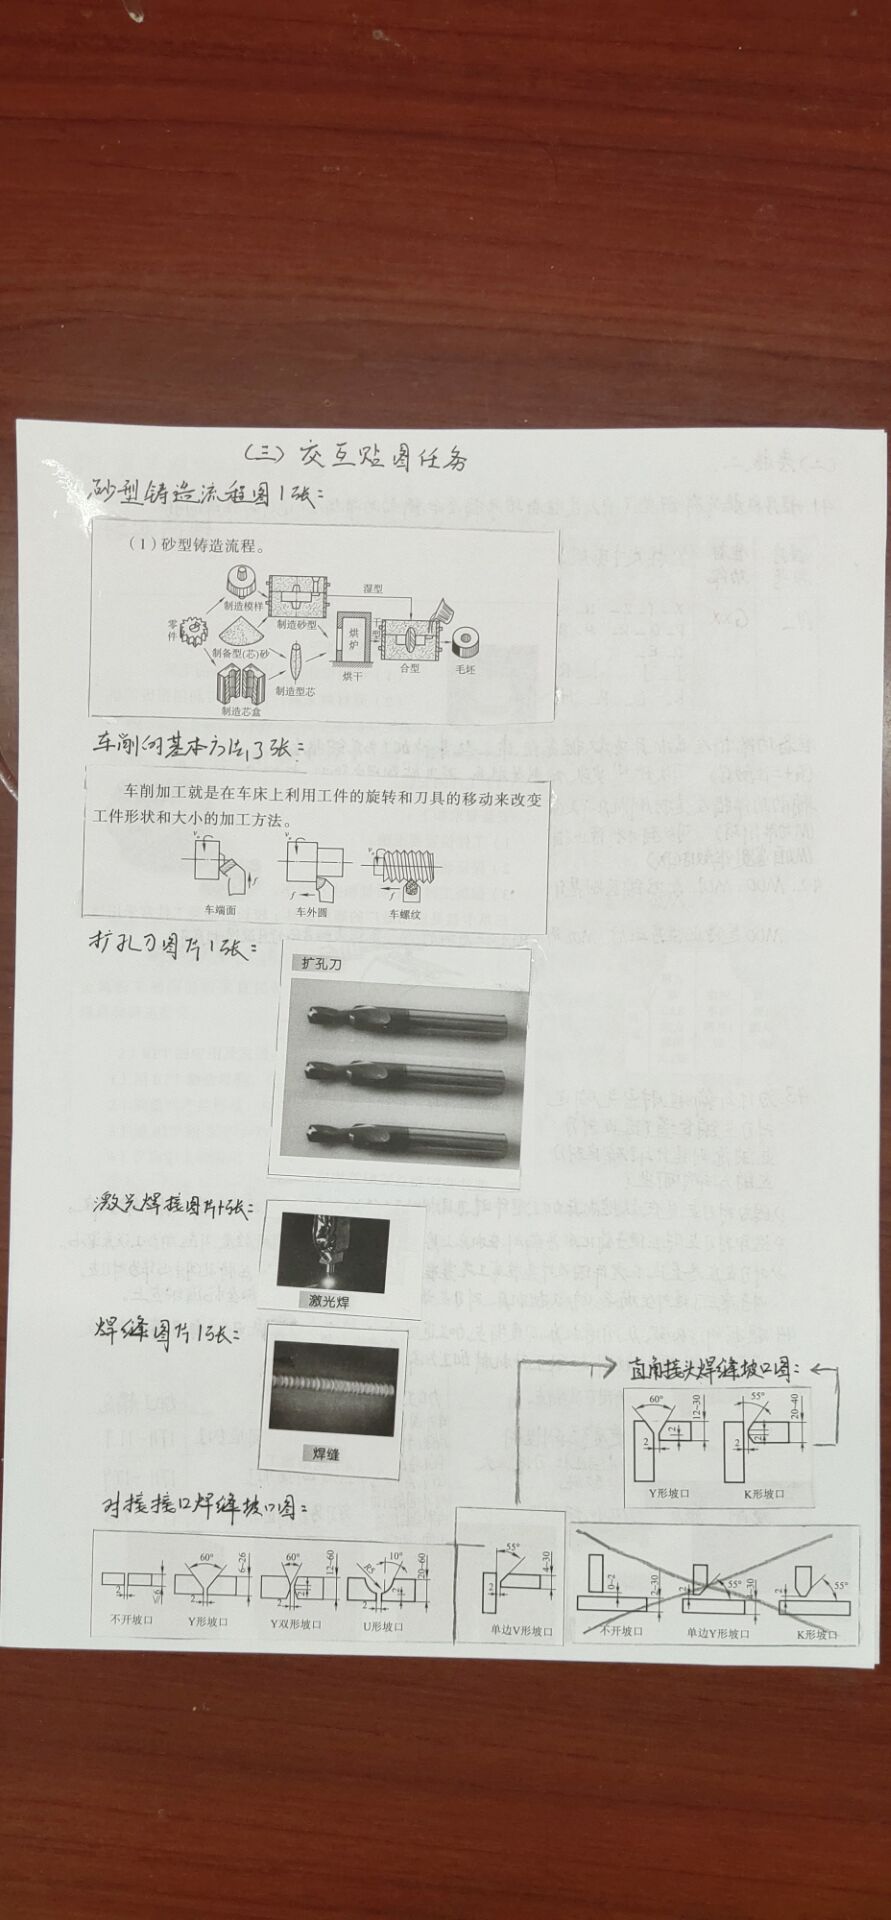 （三）交互贴图任务
砂型铸造流程图1张：
（1）砂型铸造流程。
零件
制造模样
制备型(芯)砂
制造芯盒
制造砂型
制造型芯
湿型
烘炉
烘干
干型
合型
毛坯
车削的基本方法，3张：
车削加工就是在车床上利用工件的旋转和刀具的移动来改变
工件形状和大小的加工方法。
f
f
f
车端面 车外圆 车螺纹
扩孔刀图片1张：
扩孔刀
激光焊接图片1张：
激光焊
焊缝图片1张：
焊缝
直角接头焊缝坡口图：
60° 12~30 2 2
55° 20~40 2 2
Y形坡口 K形坡口
对接接口焊缝坡口图：
2 ≤6
60° 6~26 2
60° 12~60 2 2
R5 10° 20~60 2 2
不开坡口 Y形坡口 Y双形坡口 U形坡口
55° 4~30 2
单边V形坡口
0~2 2~30
2 55°
2 55°
不开坡口 单边Y形坡口 K形坡口